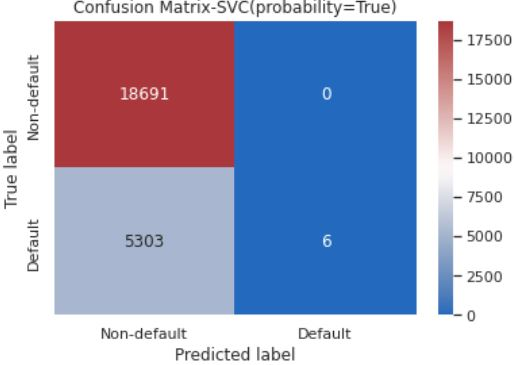 Confusion Matrix-SVC(probability=True)
True label
Non-default
Default
18691
0
5303
6
Non-default
Default
Predicted label
17500
15000
12500
10000
7500
5000
2500
0